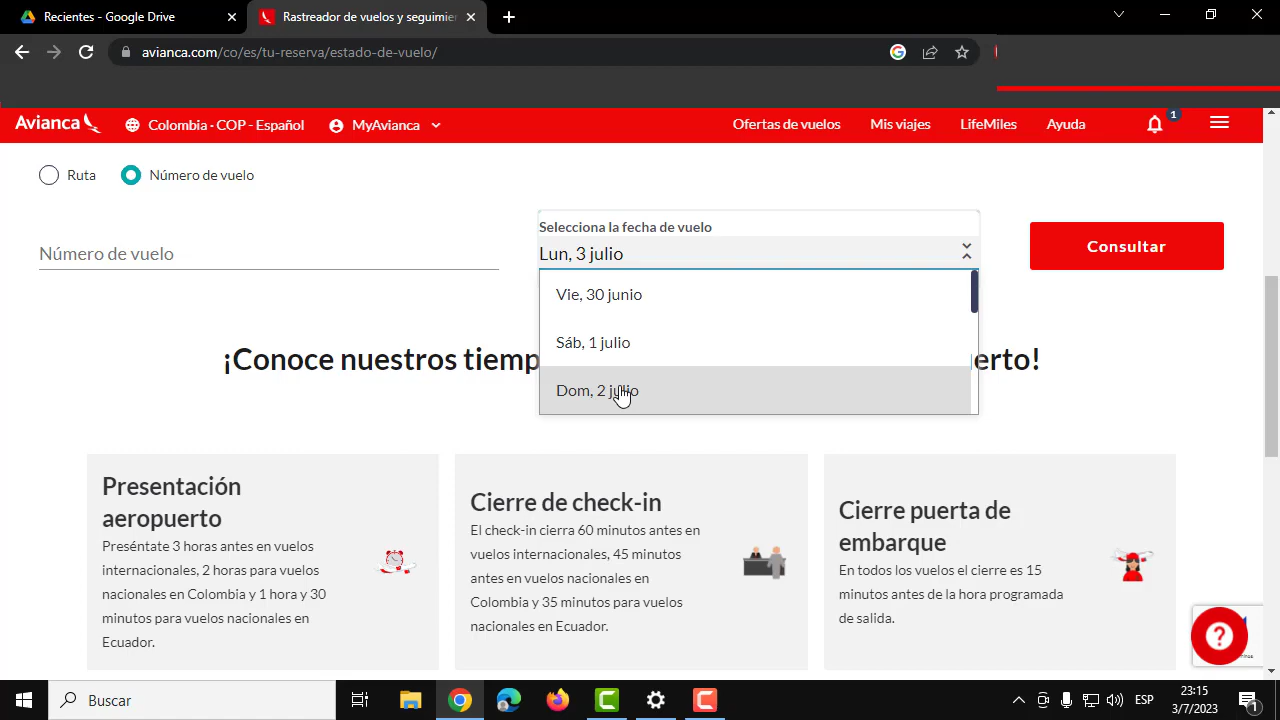 Recientes - Google Drive
Rastreador de vuelos y seguimien
avianca.com/co/es/tu-reserva/estado-de-vuelo/
Avianca
Colombia - COP - Español
MyAvianca
Ofertas de vuelos
Mis viajes
LifeMiles
Ayuda
1
Ruta
Número de vuelo
Selecciona la fecha de vuelo
Número de vuelo
Lun, 3 julio
Consultar
Vie, 30 junio
Sáb, 1 julio
Dom, 2 julio
¡Conoce nuestros tiemp
erto!
Presentación
aeropuerto
Preséntate 3 horas antes en vuelos
internacionales, 2 horas para vuelos
nacionales en Colombia y 1 hora y 30
minutos para vuelos nacionales en
Ecuador.
Cierre de check-in
El check-in cierra 60 minutos antes en
vuelos internacionales, 45 minutos
antes en vuelos nacionales en
Colombia y 35 minutos para vuelos
nacionales en Ecuador.
Cierre puerta de
embarque
En todos los vuelos el cierre es 15
minutos antes de la hora programada
de salida.
?
Buscar
ESP
23:15
3/7/2023
1